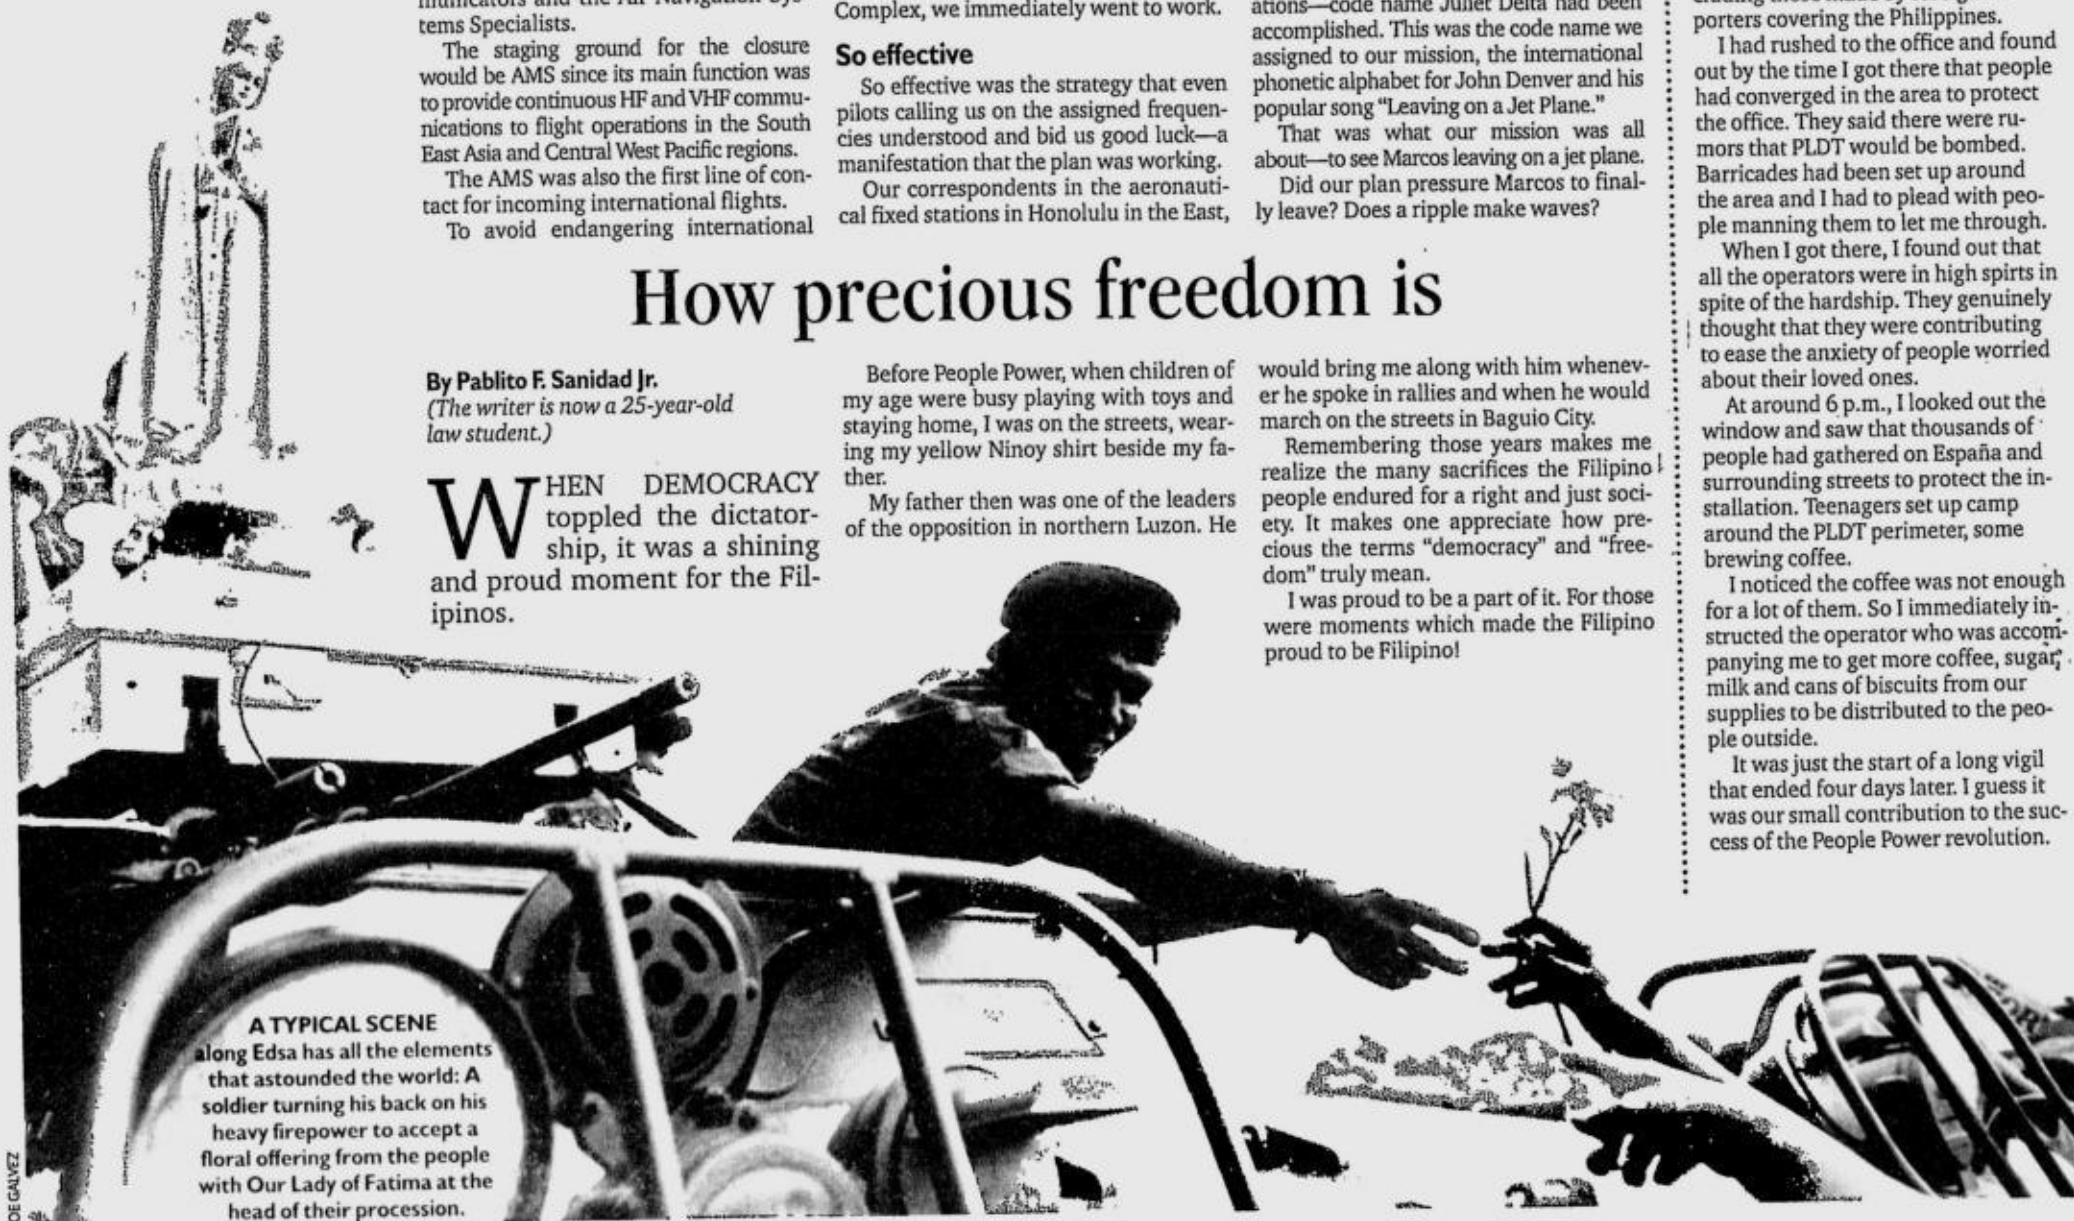 tems Specialists.
The staging ground for the closure
would be AMS since its main function was
to provide continuous HF and VHF commu-
nications to flight operations in the South
East Asia and Central West Pacific regions.
The AMS was also the first line of con-
tact for incoming international flights.
To avoid endangering international
Complex, we immediately went to work.
So effective
So effective was the strategy that even
pilots calling us on the assigned frequen-
cies understood and bid us good luck—a
manifestation that the plan was working.
Our correspondents in the aeronauti-
cal fixed stations in Honolulu in the East,
ations—code name Juliet Delta had been
accomplished. This was the code name we
assigned to our mission, the international
phonetic alphabet for John Denver and his
popular song “Leaving on a Jet Plane.”
That was what our mission was all
about—to see Marcos leaving on a jet plane.
Did our plan pressure Marcos to final-
ly leave? Does a ripple make waves?
How precious freedom is
By Pablito F. Sanidad Jr.
(The writer is now a 25-year-old
law student.)
WHEN DEMOCRACY
toppled the dictator-
ship, it was a shining
and proud moment for the Fil-
ipinos.
Before People Power, when children of
my age were busy playing with toys and
staying home, I was on the streets, wear-
ing my yellow Ninoy shirt beside my fa-
ther.
My father then was one of the leaders
of the opposition in northern Luzon. He
would bring me along with him whenev-
er he spoke in rallies and when he would
march on the streets in Baguio City.
Remembering those years makes me
realize the many sacrifices the Filipino
people endured for a right and just soci-
ety. It makes one appreciate how pre-
cious the terms “democracy” and “free-
dom” truly mean.
I was proud to be a part of it. For those
were moments which made the Filipino
proud to be Filipino!
porters covering the Philippines.
I had rushed to the office and found
out by the time I got there that people
had converged in the area to protect
the office. They said there were ru-
mors that PLDT would be bombed.
Barricades had been set up around
the area and I had to plead with peo-
ple manning them to let me through.
When I got there, I found out that
all the operators were in high spirts in
spite of the hardship. They genuinely
thought that they were contributing
to ease the anxiety of people worried
about their loved ones.
At around 6 p.m., I looked out the
window and saw that thousands of
people had gathered on España and
surrounding streets to protect the in-
stallation. Teenagers set up camp
around the PLDT perimeter, some
brewing coffee.
I noticed the coffee was not enough
for a lot of them. So I immediately in-
structed the operator who was accom-
panying me to get more coffee, sugar,
milk and cans of biscuits from our
supplies to be distributed to the peo-
ple outside.
It was just the start of a long vigil
that ended four days later. I guess it
was our small contribution to the suc-
cess of the People Power revolution.
A TYPICAL SCENE
along Edsa has all the elements
that astounded the world: A
soldier turning his back on his
heavy firepower to accept a
floral offering from the people
with Our Lady of Fatima at the
head of their procession.
GALVEZ